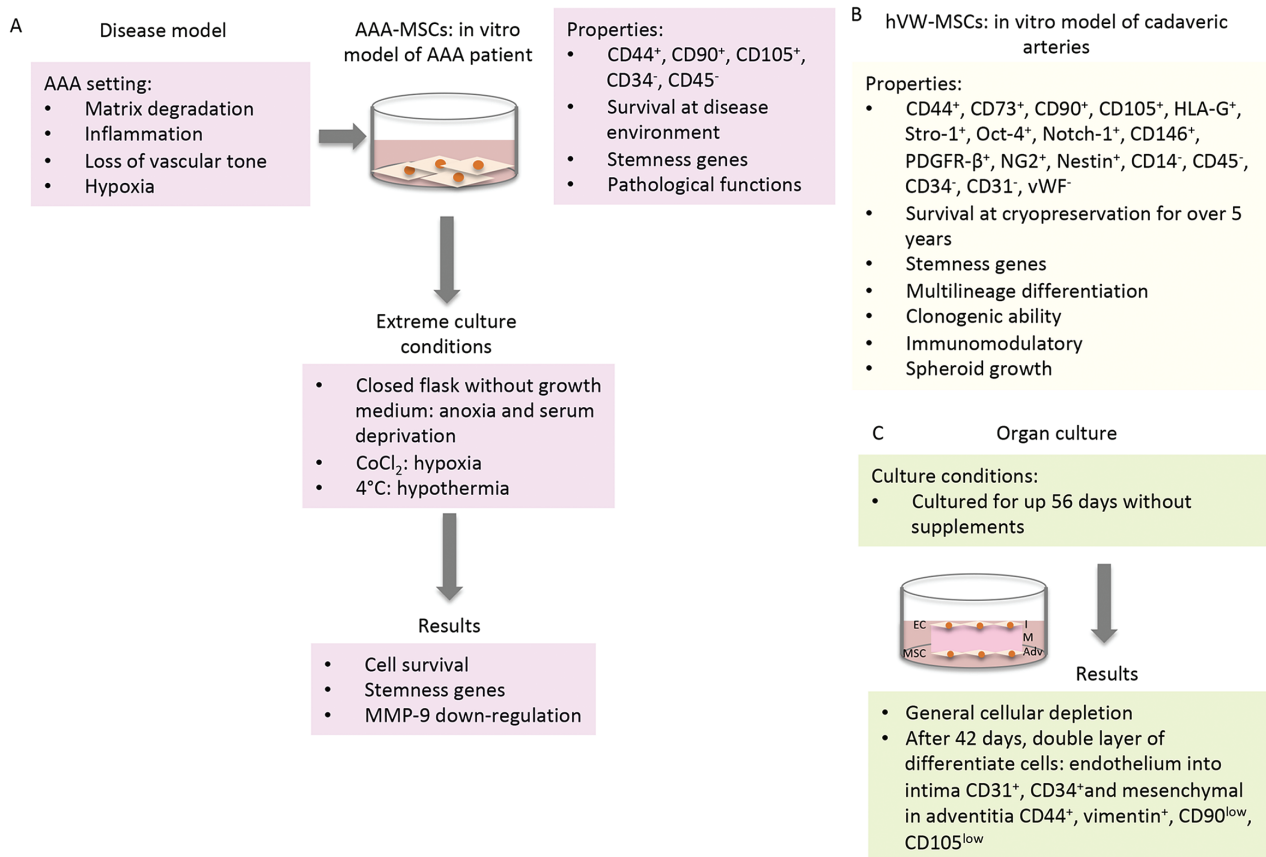 A
Disease model
AAA setting:
• Matrix degradation
• Inflammation
• Loss of vascular tone
• Hypoxia
AAA-MSCs: in vitro
model of AAA patient
Properties:
• CD44⁺, CD90⁺, CD105⁺,
CD34⁻, CD45⁻
• Survival at disease
environment
• Stemness genes
• Pathological functions
Extreme culture
conditions
• Closed flask without growth
medium: anoxia and serum
deprivation
• CoCl₂: hypoxia
• 4°C: hypothermia
Results
• Cell survival
• Stemness genes
• MMP-9 down-regulation
B
hVW-MSCs: in vitro model of cadaveric
arteries
Properties:
• CD44⁺, CD73⁺, CD90⁺, CD105⁺, HLA-G⁺,
Stro-1⁺, Oct-4⁺, Notch-1⁺, CD146⁺,
PDGFR-β⁺, NG2⁺, Nestin⁺, CD14⁻, CD45⁻,
CD34⁻, CD31⁻, vWF⁻
• Survival at cryopreservation for over 5
years
• Stemness genes
• Multilineage differentiation
• Clonogenic ability
• Immunomodulatory
• Spheroid growth
C
Organ culture
Culture conditions:
• Cultured for up 56 days without
supplements
EC I
M
MSC Adv
Results
• General cellular depletion
• After 42 days, double layer of
differentiate cells: endothelium into
intima CD31⁺, CD34⁺and mesenchymal
in adventitia CD44⁺, vimentin⁺, CD90ˡᵒʷ,
CD105ˡᵒʷ